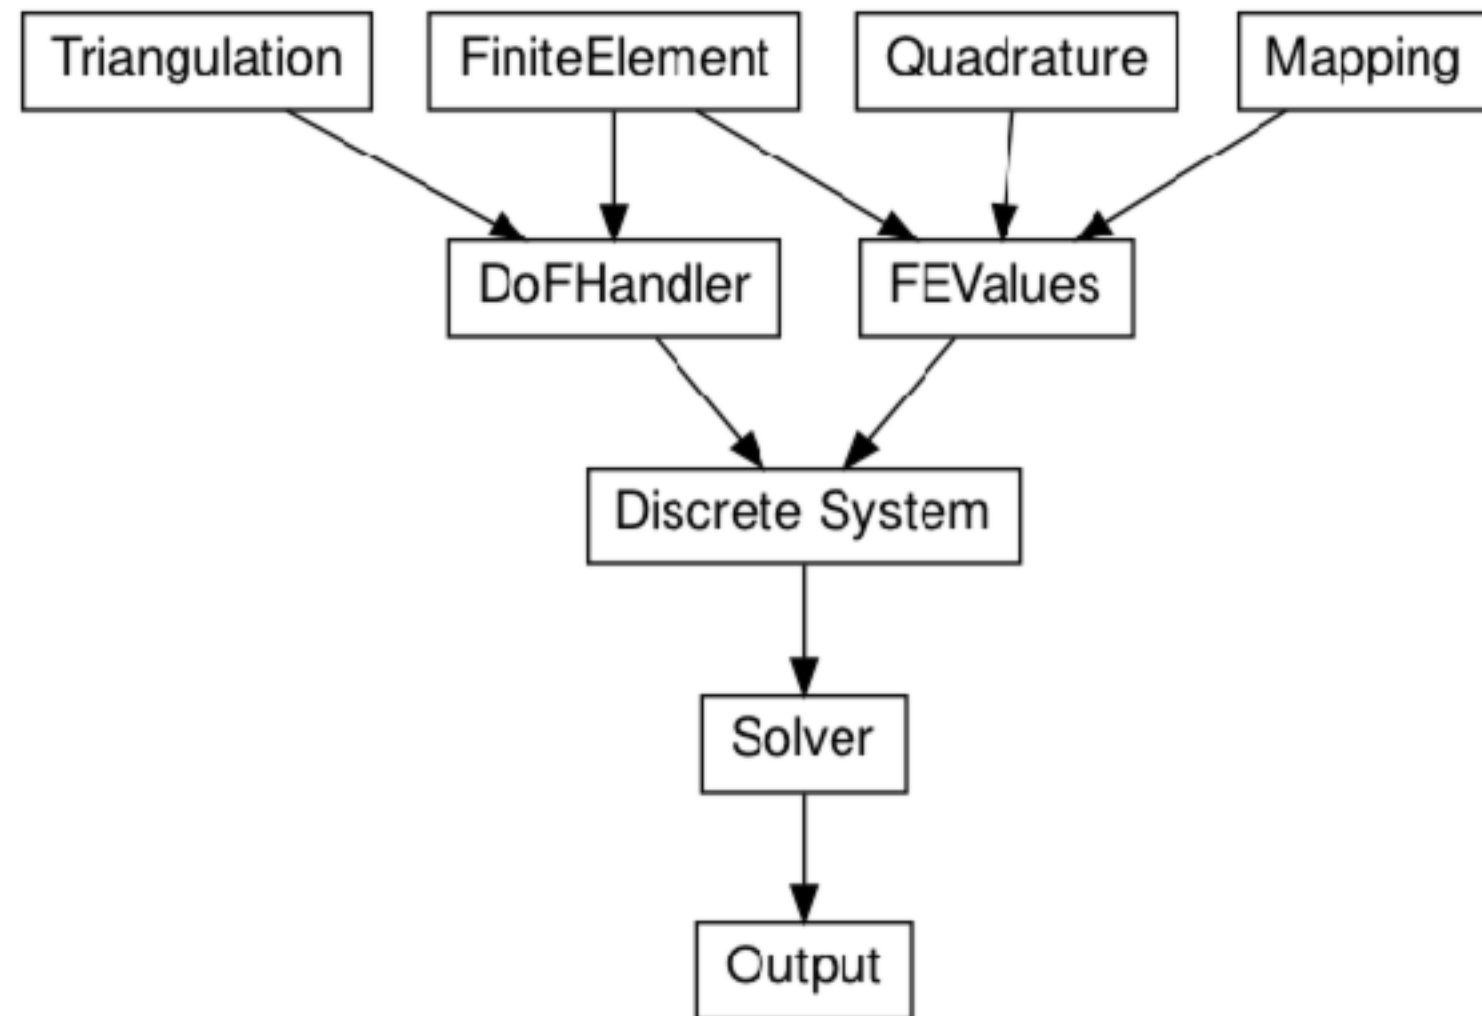 Triangulation
FiniteElement
Quadrature
Mapping
DoFHandler
FEValues
Discrete System
Solver
Output